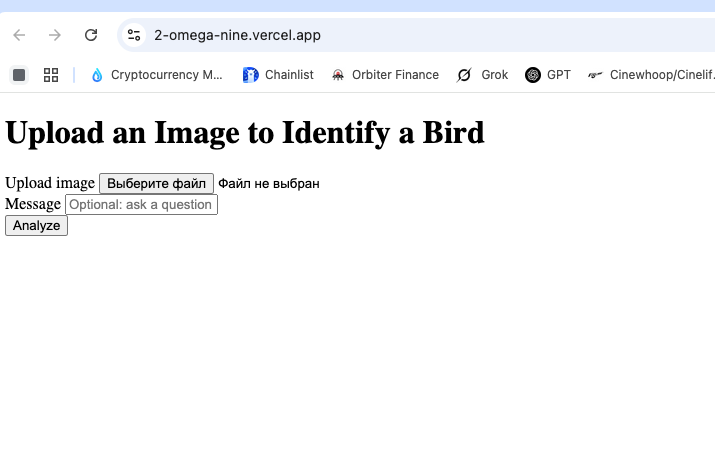 2-omega-nine.vercel.app
Cryptocurrency M... Chainlist Orbiter Finance Grok GPT Cinewhoop/Cinelif.
Upload an Image to Identify a Bird
Upload image Выберите файл Файл не выбран
Message Optional: ask a question
Analyze